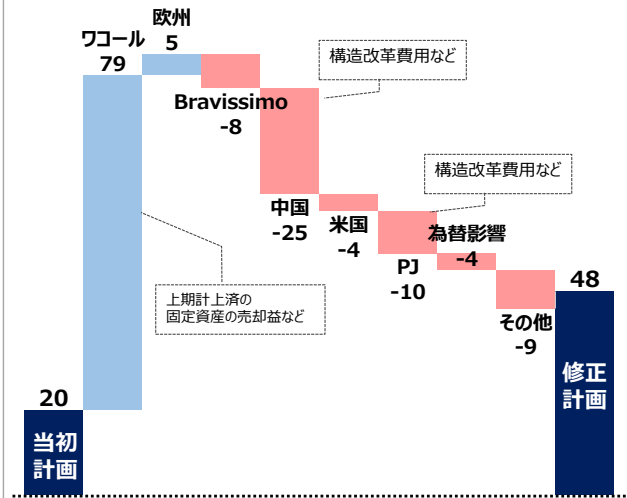 欧州
5
ワコール
79
構造改革費用など
Bravissimo
-8
構造改革費用など
中国
-25
米国
-4
為替影響
-4
PJ
-10
上期計上済の
固定資産の売却益など
その他
-9
48
修正
計画
20
当初
計画